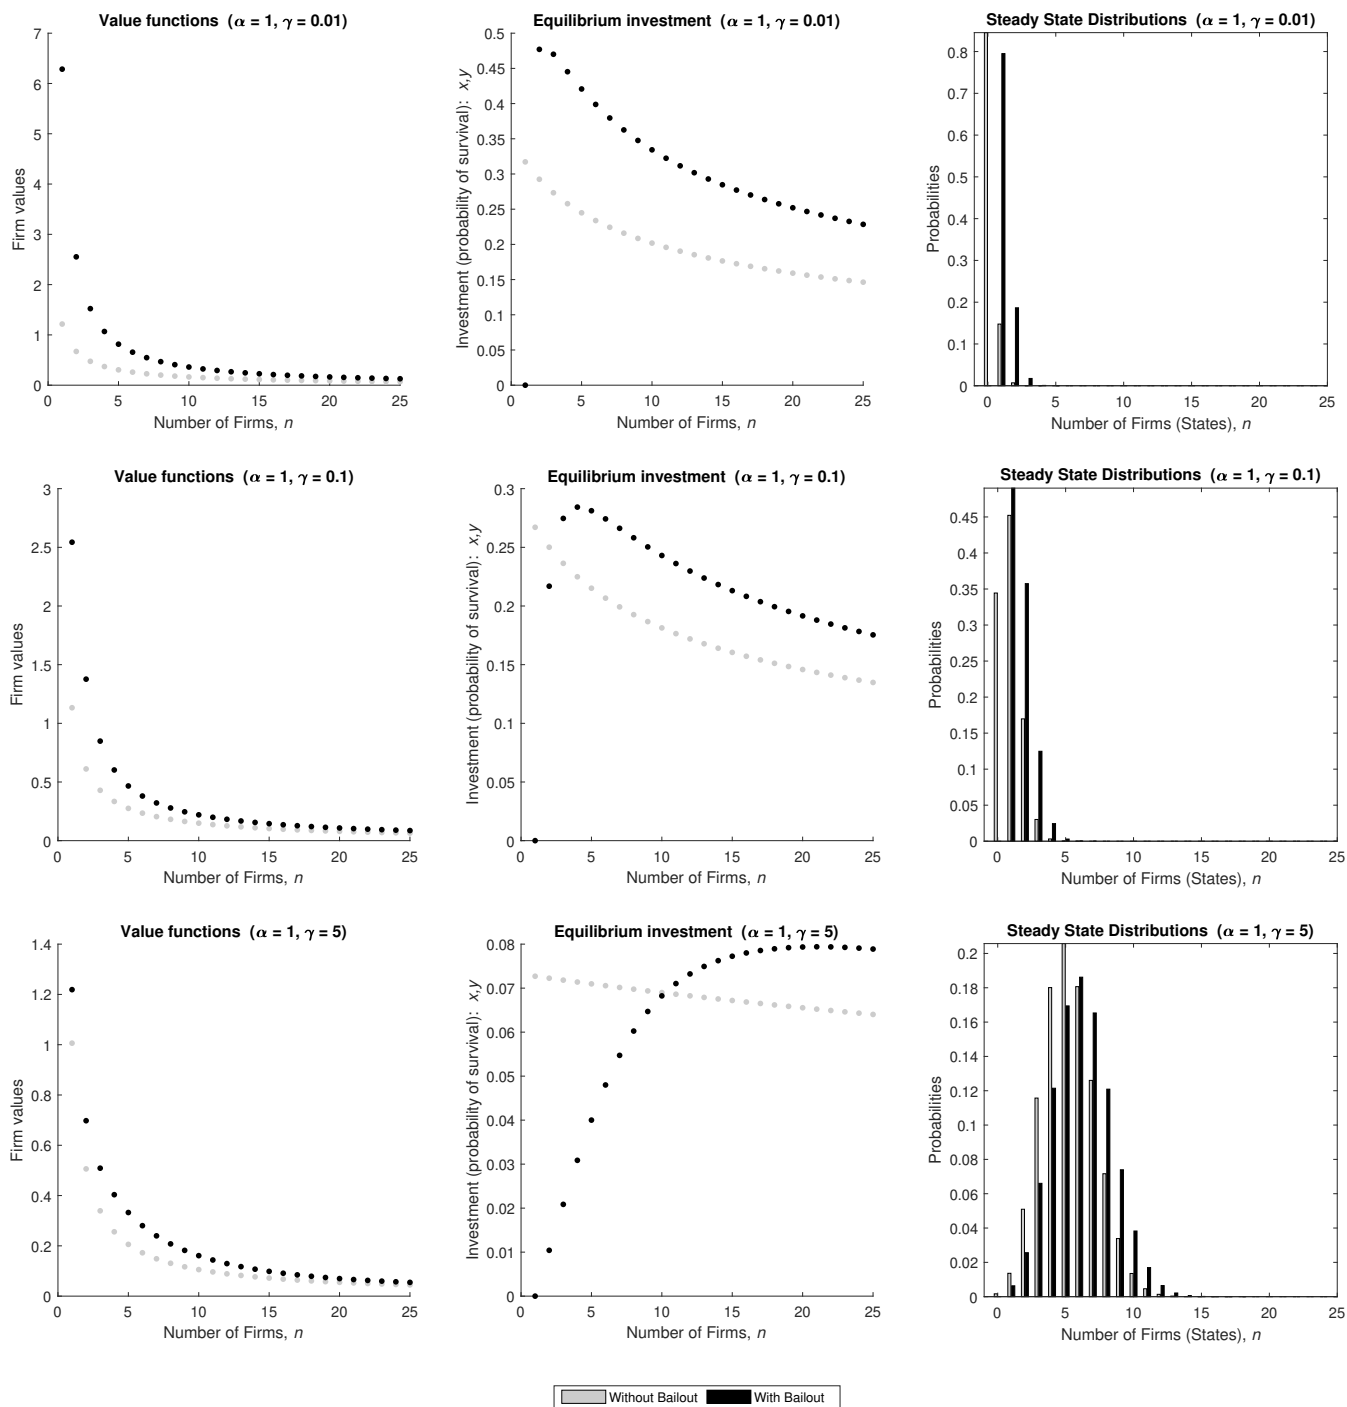 Value functions (α = 1, γ = 0.01)
7
6
5
4
3
2
1
0
Firm values
0 5 10 15 20 25
Number of Firms, n
Equilibrium investment (α = 1, γ = 0.01)
0.5
0.45
0.4
0.35
0.3
0.25
0.2
0.15
0.1
0.05
0
Investment (probability of survival): x,y
0 5 10 15 20 25
Number of Firms, n
Steady State Distributions (α = 1, γ = 0.01)
0.8
0.7
0.6
0.5
0.4
0.3
0.2
0.1
0
Probabilities
0 5 10 15 20 25
Number of Firms (States), n
Value functions (α = 1, γ = 0.1)
3
2.5
2
1.5
1
0.5
0
Firm values
0 5 10 15 20 25
Number of Firms, n
Equilibrium investment (α = 1, γ = 0.1)
0.3
0.25
0.2
0.15
0.1
0.05
0
Investment (probability of survival): x,y
0 5 10 15 20 25
Number of Firms, n
Steady State Distributions (α = 1, γ = 0.1)
0.45
0.4
0.35
0.3
0.25
0.2
0.15
0.1
0.05
0
Probabilities
0 5 10 15 20 25
Number of Firms (States), n
Value functions (α = 1, γ = 5)
1.4
1.2
1
0.8
0.6
0.4
0.2
0
Firm values
0 5 10 15 20 25
Number of Firms, n
Equilibrium investment (α = 1, γ = 5)
0.08
0.07
0.06
0.05
0.04
0.03
0.02
0.01
0
Investment (probability of survival): x,y
0 5 10 15 20 25
Number of Firms, n
Steady State Distributions (α = 1, γ = 5)
0.2
0.18
0.16
0.14
0.12
0.1
0.08
0.06
0.04
0.02
0
Probabilities
0 5 10 15 20 25
Number of Firms (States), n
Without Bailout With Bailout